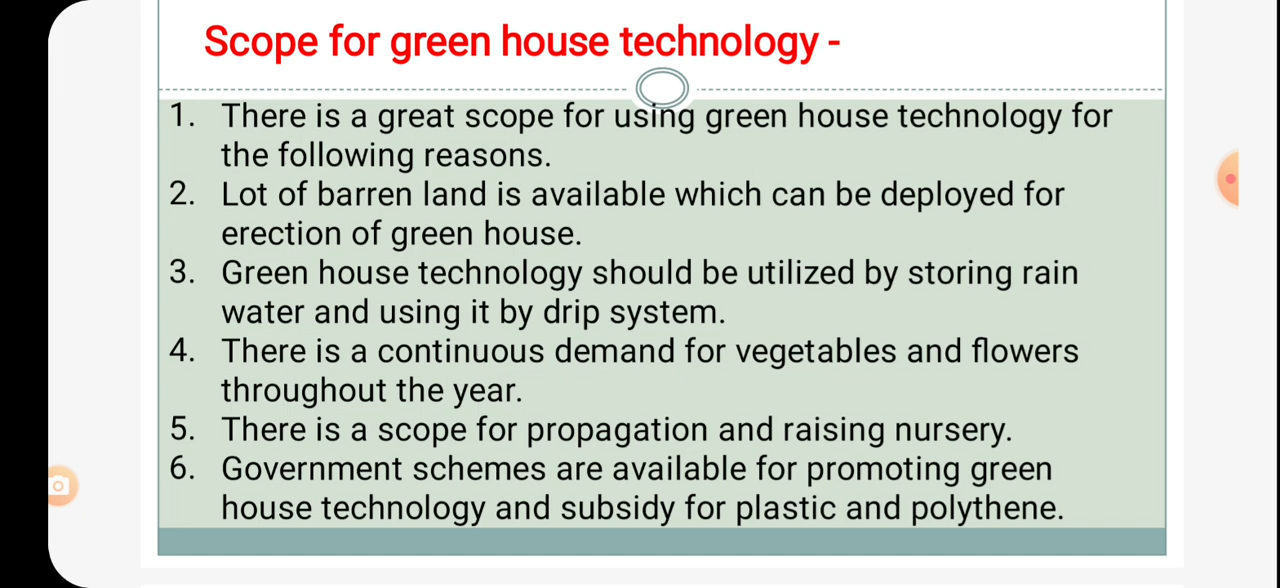 Scope for green house technology -
1. There is a great scope for using green house technology for
the following reasons.
2. Lot of barren land is available which can be deployed for
erection of green house.
3. Green house technology should be utilized by storing rain
water and using it by drip system.
4. There is a continuous demand for vegetables and flowers
throughout the year.
5. There is a scope for propagation and raising nursery.
6. Government schemes are available for promoting green
house technology and subsidy for plastic and polythene.